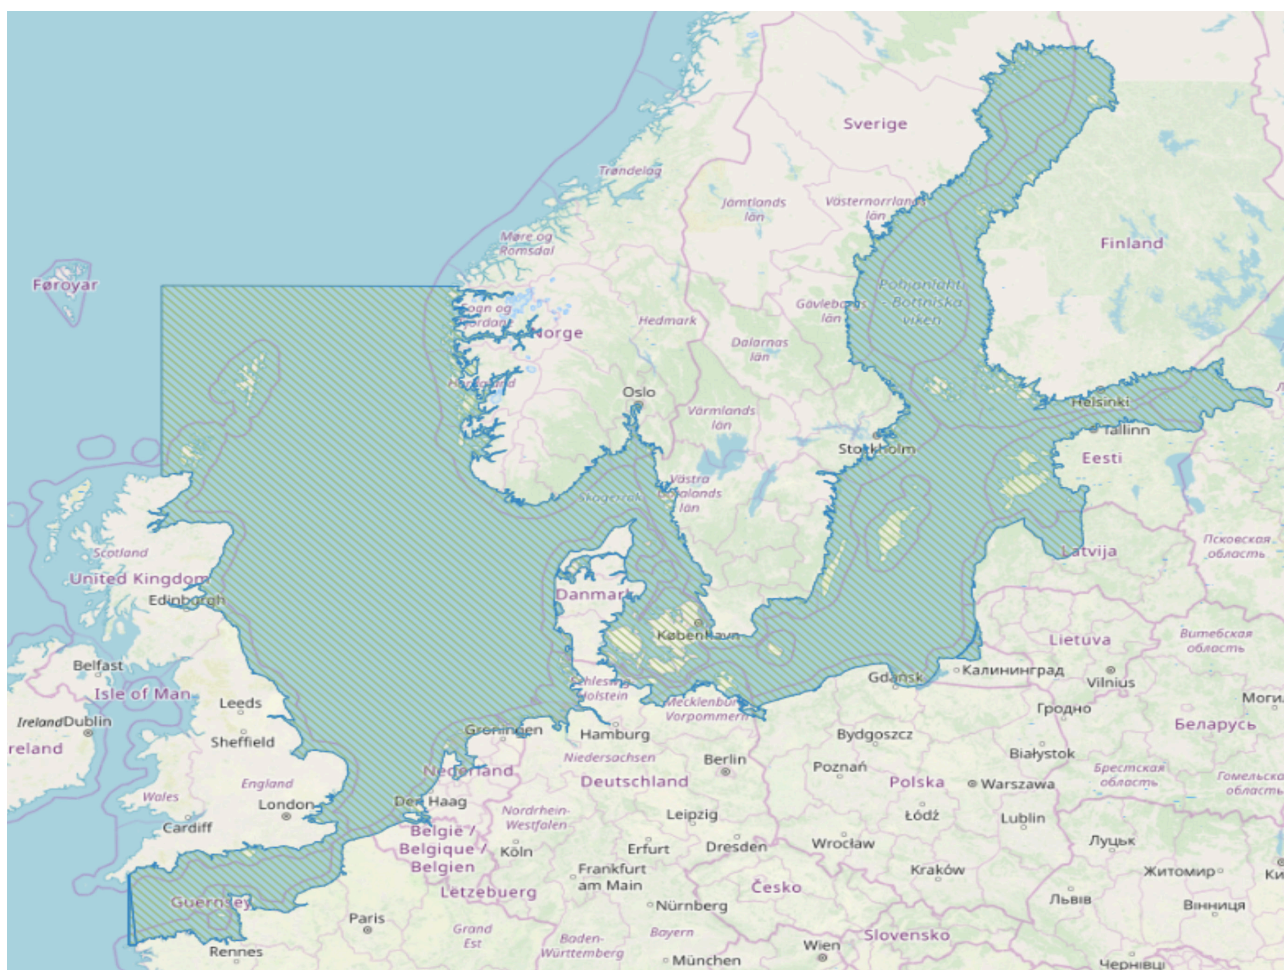 Sverige
Trøndelag
Jämtlands
län
Västernorrlands
län
Finland
Møre og
Romsdal
Føroyar
Pohjanlahti
- Bottniska
viken
Gävleborgs
län
Sogn og
Fjordane
Norge
Hedmark
Dalarnas
län
Hordaland
Oslo
Värmlands
län
Helsinki
Tallinn
Stockholm
Eesti
Västra
Götalands
län
Skagerrak
Псковская
область
Latvija
Scotland
United Kingdom
Edinburgh
Danmark
København
Lietuva
Витебская
область
Belfast
Isle of Man
Gdańsk
Калининград
Vilnius
Schleswig-
Holstein
Mecklenburg-
Vorpommern
Гродно
Ireland
Dublin
Leeds
Sheffield
Groningen
Hamburg
Bydgoszcz
Беларусь
Niedersachsen
Białystok
Nederland
Deutschland
Berlin
Poznań
Polska
Warszawa
Брестская
область
England
Wales
London
Den Haag
Cardiff
België /
Belgique /
Belgien
Nordrhein-
Westfalen
Leipzig
Łódź
Lublin
Köln
Erfurt
Dresden
Wrocław
Луцьк
Frankfurt
am Main
Kraków
Житомир
Lëtzebuerg
Česko
Львів
Вінниця
Guernsey
Paris
Nürnberg
Grand
Est
Baden-
Württemberg
Bayern
Slovensko
Rennes
Wien
München
Чернівці